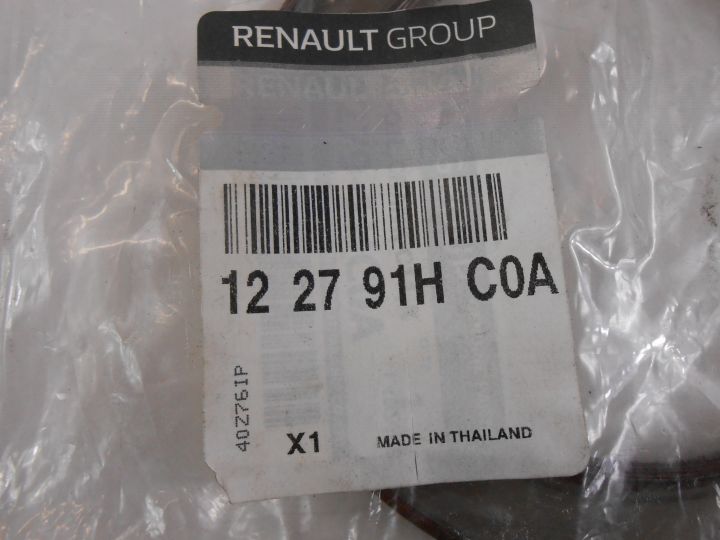 RENAULT GROUP
12 27 91H C0A
40Z76IP
X1
MADE IN THAILAND